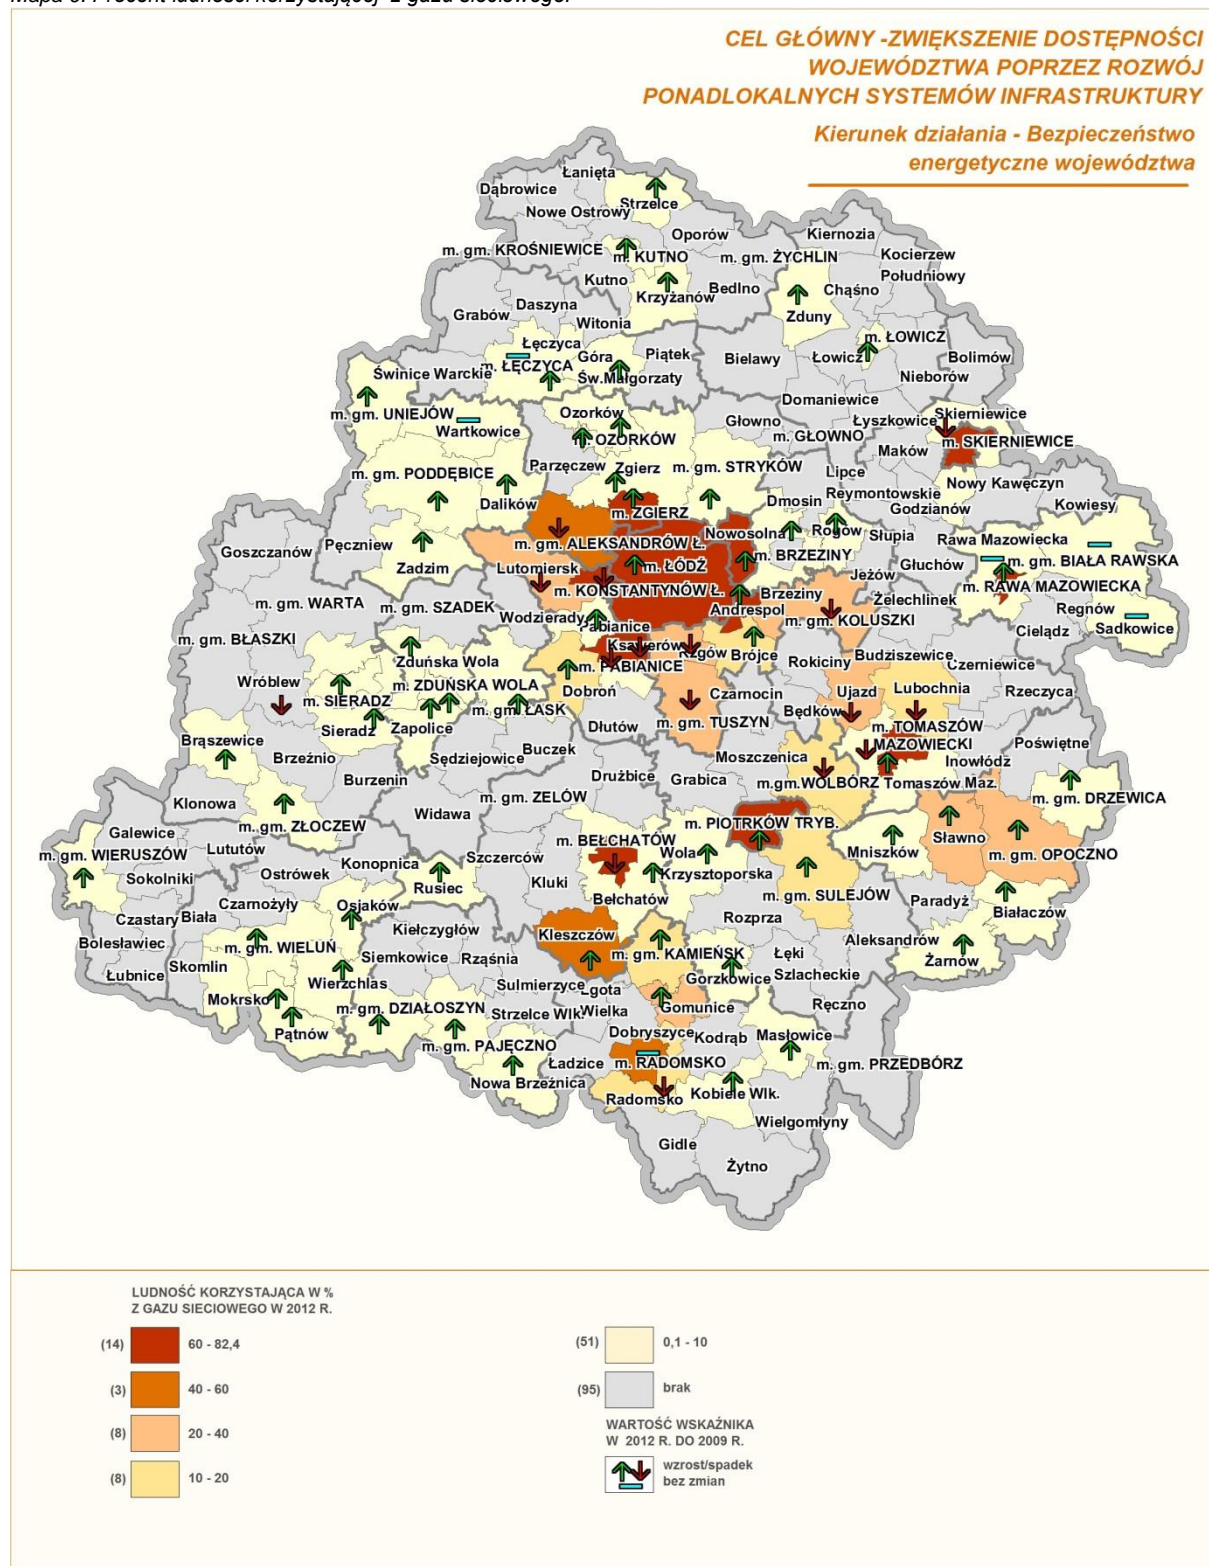 Mapa 9. Procent ludności korzystającej z gazu sieciowego.
CEL GŁÓWNY -ZWIĘKSZENIE DOSTĘPNOŚCI
WOJEWÓDZTWA POPRZEZ ROZWÓJ
PONADLOKALNYCH SYSTEMÓW INFRASTRUKTURY
Kierunek działania - Bezpieczeństwo
energetyczne województwa
Łanięta
Dąbrowice
Strzelce
Nowe Ostrowy
Oporów
Kiernozia
m. gm. KROŚNIEWICE
m. KUTNO
m. gm. ŻYCHLIN
Kocierzew
Południowy
Kutno
Krzyżanów
Bedlno
Chąśno
Daszyna
Grabów
Witonia
Zduny
m. ŁOWICZ
Łęczyca
m. ŁĘCZYCA
Góra
Św.Małgorzaty
Piątek
Bielawy
Łowicz
Bolimów
Świnice Warckie
Nieborów
m. gm. UNIEJÓW
Wartkowice
Ozorków
m. OZORKÓW
Domaniewice
Głowno
m. GŁOWNO
Łyszkowice
Skierniewice
m. SKIERNIEWICE
Maków
m. gm. PODDĘBICE
Parzęczew
Zgierz
m. gm. STRYKÓW
Lipce
Reymontowskie
Nowy Kawęczyn
Dalików
m. ZGIERZ
Dmosin
Godzianów
Kowiesy
Goszczanów
Pęczniew
Zadzim
m. gm. ALEKSANDRÓW Ł.
Nowosolna
Rogów
Słupia
Rawa Mazowiecka
m. BRZEZINY
m. gm. BIAŁA RAWSKA
Lutomiersk
m. ŁÓDŹ
Jeżów
Głuchów
m. RAWA MAZOWIECKA
m. KONSTANTYNÓW Ł.
Brzeziny
Żelechlinek
Regnów
m. gm. WARTA
m. gm. SZADEK
Wodzierady
Andrespol
m. gm. KOLUSZKI
Sadkowice
Cielądz
m. gm. BŁASZKI
Pabianice
Ksawerów
Rzgów
Brójce
Rokiciny
Budziszewice
Czerniewice
Zduńska Wola
m. PABIANICE
Wróblew
m. SIERADZ
m. ZDUŃSKA WOLA
Dobroń
Czarnocin
Ujazd
Lubochnia
Rzeczyca
m. gm. ŁASK
m. gm. TUSZYN
Będków
Sieradz
Zapolice
Dłutów
m. TOMASZÓW
MAZOWIECKI
Brąszewice
Brzeźnio
Sędziejowice
Buczek
Moszczenica
Poświętne
Inowłódz
Burzenin
Drużbice
Grabica
m.gm.WOLBÓRZ
Tomaszów Maz.
m. gm. DRZEWICA
Klonowa
Widawa
m. gm. ZELÓW
m. gm. ZŁOCZEW
m. PIOTRKÓW TRYB.
Sławno
Galewice
m. BEŁCHATÓW
Mniszków
m. gm. OPOCZNO
m. gm. WIERUSZÓW
Lututów
Ostrówek
Konopnica
Szczerców
Wola
Krzysztoporska
Sokolniki
Rusiec
Kluki
Bełchatów
m. gm. SULEJÓW
Czarnożyły
Osjaków
Paradyż
Białaczów
Czastary
Biała
Rozprza
Bolesławiec
m. gm. WIELUŃ
Kiełczygłów
Kleszczów
Aleksandrów
Łubnice
Skomlin
Siemkowice
Rząśnia
m. gm. KAMIEŃSK
Łęki
Szlacheckie
Żarnów
Wierzchlas
Sulmierzyce
Gorzkowice
Mokrsko
m. gm. DZIAŁOSZYN
Strzelce Wlk.
Lgota
Wielka
Gomunice
Ręczno
Pątnów
Dobryszyce
Kodrąb
Masłowice
m. gm. PAJĘCZNO
Ładzice
m. RADOMSKO
m. gm. PRZEDBÓRZ
Nowa Brzeźnica
Radomsko
Kobiele Wlk.
Wielgomłyny
Gidle
Żytno
LUDNOŚĆ KORZYSTAJĄCA W %
Z GAZU SIECIOWEGO W 2012 R.
(14) 60 - 82,4
(3) 40 - 60
(8) 20 - 40
(8) 10 - 20
(51) 0,1 - 10
(95) brak
WARTOŚĆ WSKAŹNIKA
W 2012 R. DO 2009 R.
wzrost/spadek
bez zmian